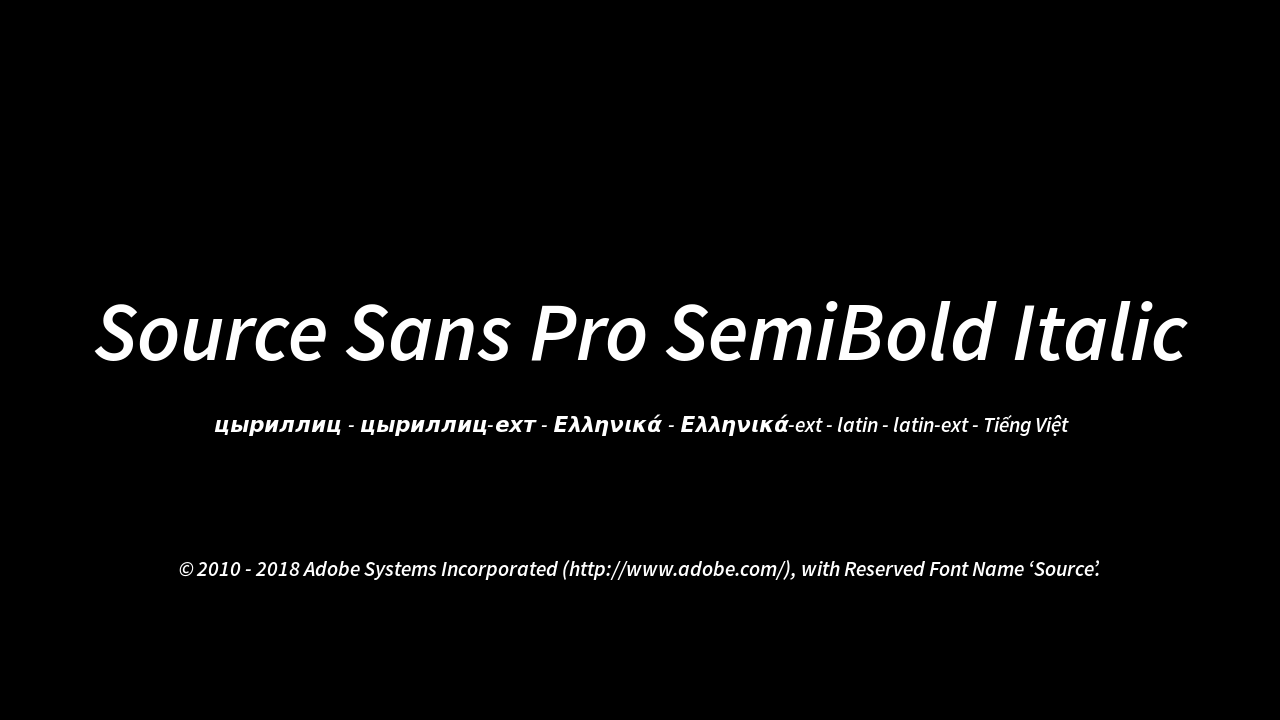 Source Sans Pro SemiBold Italic
цыриллиц - цыриллиц-ехт - Ελληνικά - Ελληνικά-ext - latin - latin-ext - Tiếng Việt
© 2010 - 2018 Adobe Systems Incorporated (http://www.adobe.com/), with Reserved Font Name ‘Source’.